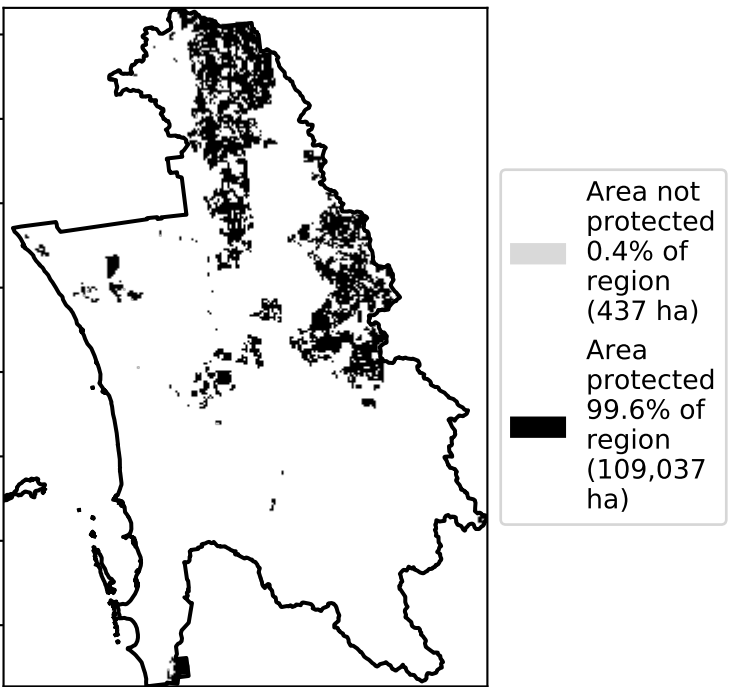 Area not
protected
0.4% of
region
(437 ha)
Area
protected
99.6% of
region
(109,037
ha)